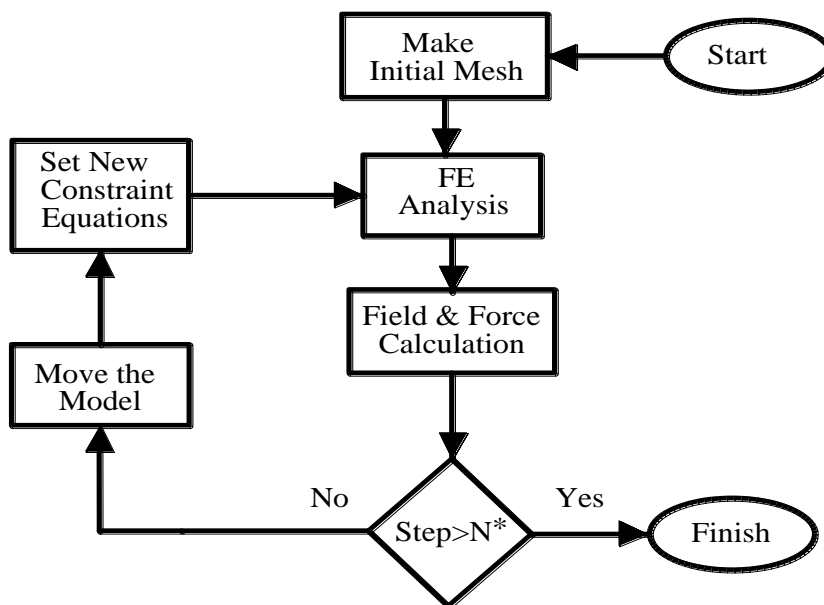 Start
Make
Initial Mesh
FE
Analysis
Field & Force
Calculation
Step>N*
Yes
Finish
No
Move the
Model
Set New
Constraint
Equations